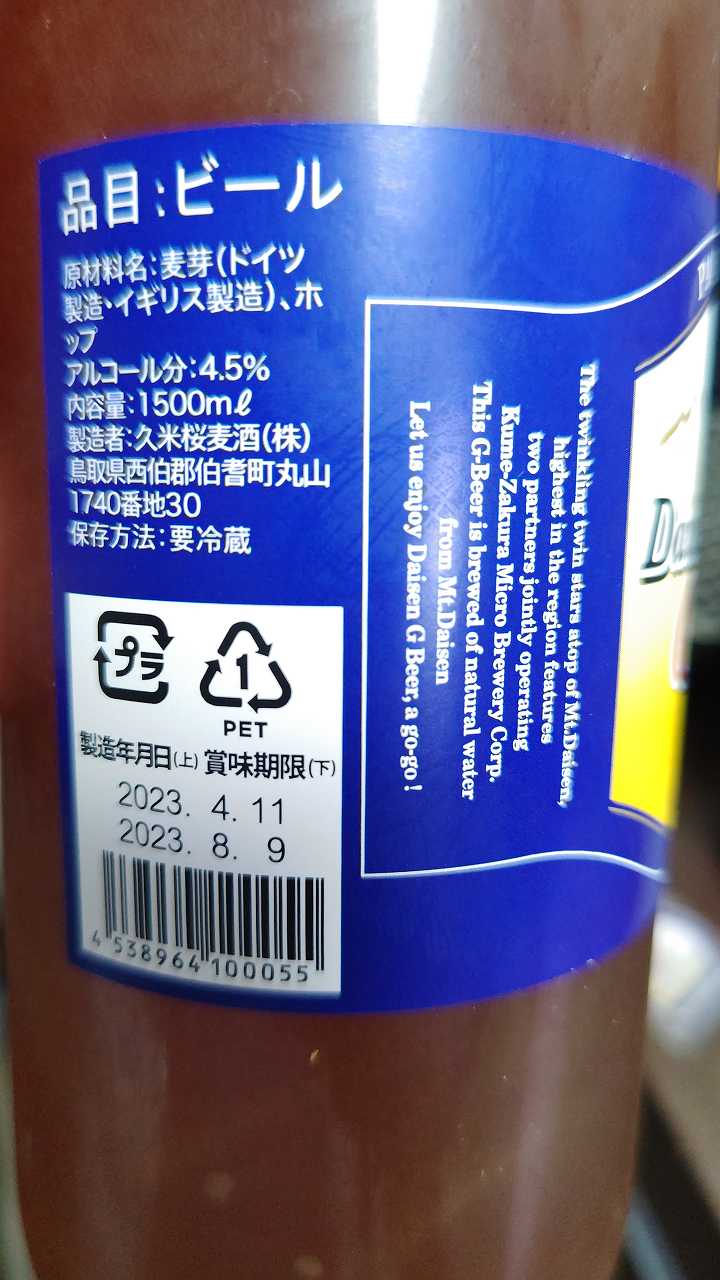 品目:ビール
原材料名:麦芽(ドイツ
製造・イギリス製造)、ホ
ップ
アルコール分:4.5%
内容量:1500mℓ
製造者:久米桜麦酒(株)
鳥取県西伯郡伯耆町丸山
1740番地30
保存方法:要冷蔵
プラ
1
PET
製造年月日(上) 賞味期限(下)
2023. 4. 11
2023. 8. 9
4 538964 100055
The twinkling twin stars atop of Mt.Daisen,
highest in the region features
two partners jointly operating
Kume-Zakura Micro Brewery Corp.
This G-Beer is brewed of natural water
from Mt.Daisen
Let us enjoy Daisen G Beer, a go-go!